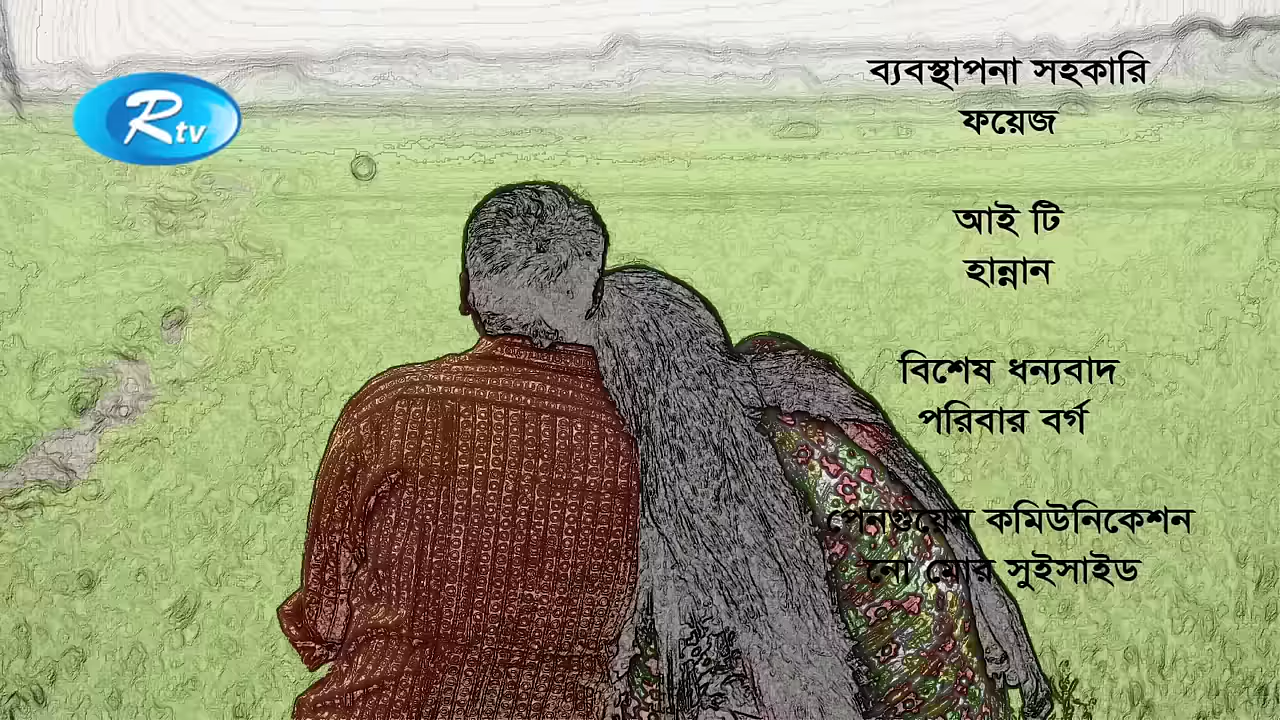 Rtv
ব্যবস্থাপনা সহকারি
ফয়েজ
আই টি
হান্নান
বিশেষ ধন্যবাদ
পরিবার বর্গ
পেনগুয়েন কমিউনিকেশন
নো মোর সুইসাইড